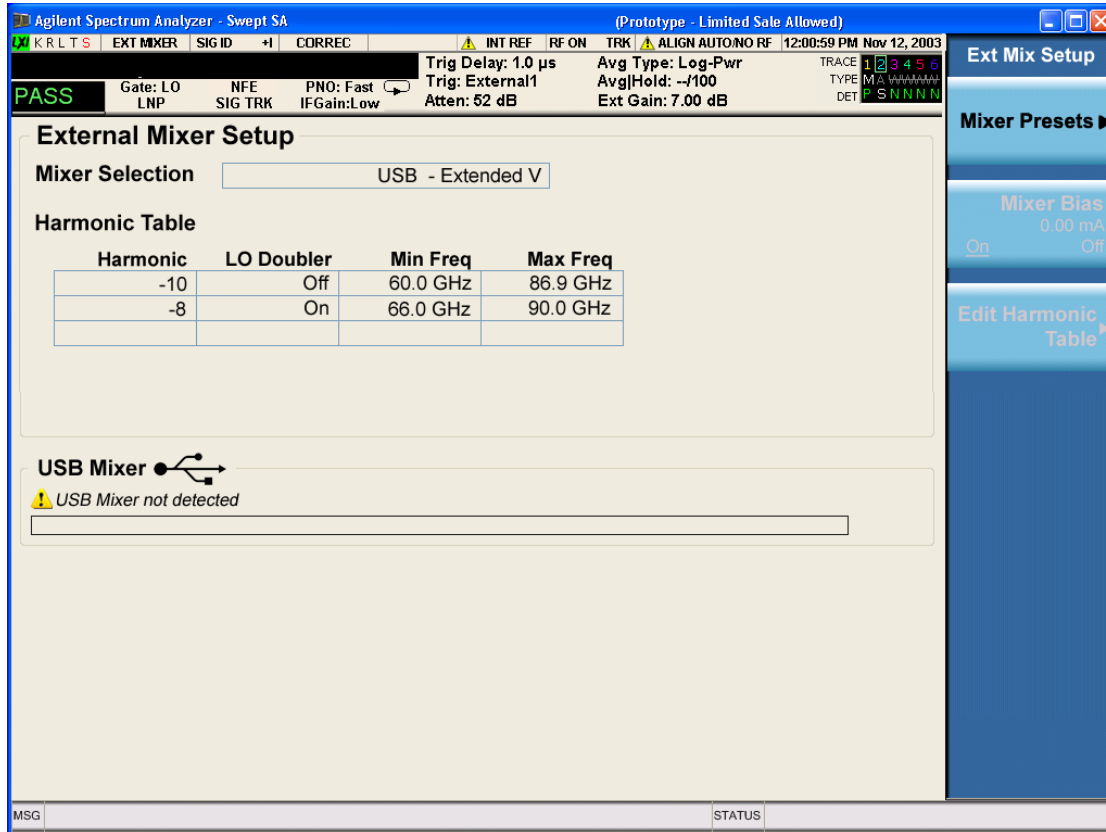 Agilent Spectrum Analyzer - Swept SA (Prototype - Limited Sale Allowed)
LXI K R L T S EXT MIXER SIG ID +I CORREC INT REF RF ON TRK ALIGN AUTO/NO RF 12:00:59 PM Nov 12, 2003
PASS
Gate: LO
LNP
NFE
SIG TRK
PNO: Fast
IFGain:Low
Trig Delay: 1.0 µs
Trig: External1
Atten: 52 dB
Avg Type: Log-Pwr
Avg|Hold: --/100
Ext Gain: 7.00 dB
TRACE 1 2 3 4 5 6
TYPE M A W W W W
DET P S N N N N
Ext Mix Setup
Mixer Presets
Mixer Bias
0.00 mA
On Off
Edit Harmonic
Table
External Mixer Setup
Mixer Selection USB - Extended V
Harmonic Table
Harmonic LO Doubler Min Freq Max Freq
-10 Off 60.0 GHz 86.9 GHz
-8 On 66.0 GHz 90.0 GHz
USB Mixer
USB Mixer not detected
MSG STATUS